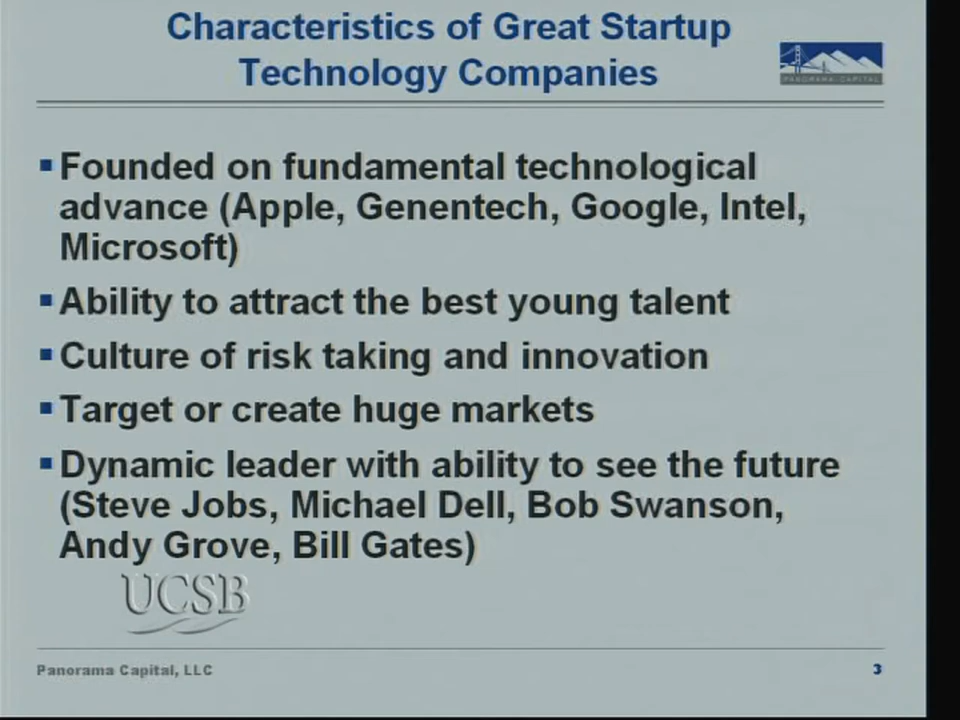 Characteristics of Great Startup
Technology Companies
PANORAMA CAPITAL
▪ Founded on fundamental technological
advance (Apple, Genentech, Google, Intel,
Microsoft)
▪ Ability to attract the best young talent
▪ Culture of risk taking and innovation
▪ Target or create huge markets
▪ Dynamic leader with ability to see the future
(Steve Jobs, Michael Dell, Bob Swanson,
Andy Grove, Bill Gates)
UCSB
Panorama Capital, LLC
3